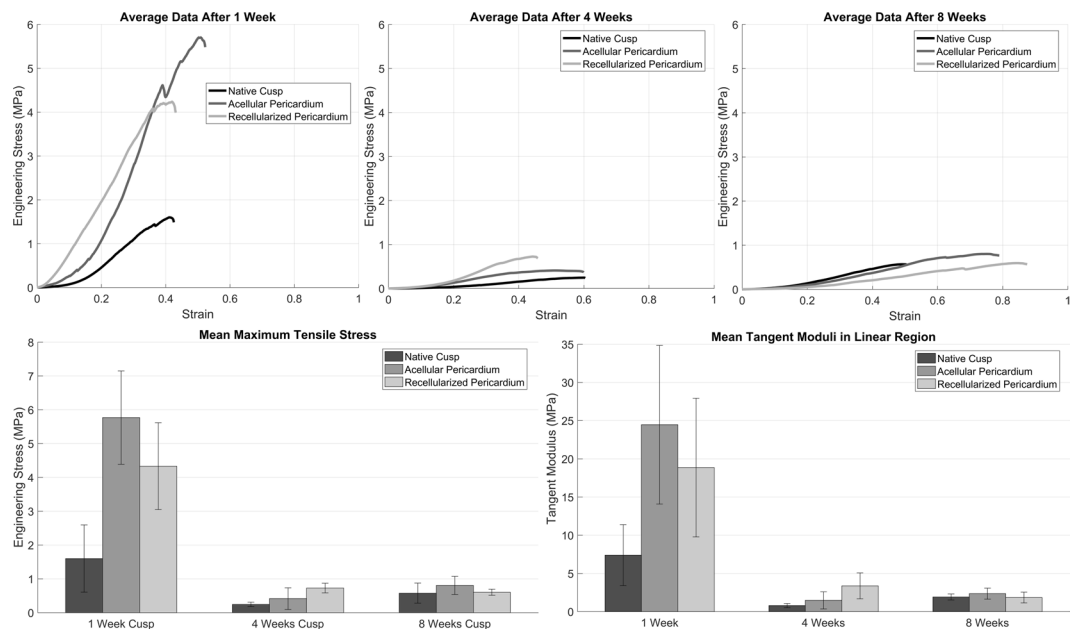 Average Data After 1 Week
Engineering Stress (MPa)
6
5
4
3
2
1
0
0 0.2 0.4 0.6 0.8 1
Strain
Native Cusp
Acellular Pericardium
Recellularized Pericardium
Average Data After 4 Weeks
Engineering Stress (MPa)
6
5
4
3
2
1
0
0 0.2 0.4 0.6 0.8 1
Strain
Native Cusp
Acellular Pericardium
Recellularized Pericardium
Average Data After 8 Weeks
Engineering Stress (MPa)
6
5
4
3
2
1
0
0 0.2 0.4 0.6 0.8 1
Strain
Native Cusp
Acellular Pericardium
Recellularized Pericardium
Mean Maximum Tensile Stress
Engineering Stress (MPa)
8
7
6
5
4
3
2
1
0
1 Week Cusp 4 Weeks Cusp 8 Weeks Cusp
Native Cusp
Acellular Pericardium
Recellularized Pericardium
Mean Tangent Moduli in Linear Region
Tangent Modulus (MPa)
35
30
25
20
15
10
5
0
1 Week 4 Weeks 8 Weeks
Native Cusp
Acellular Pericardium
Recellularized Pericardium